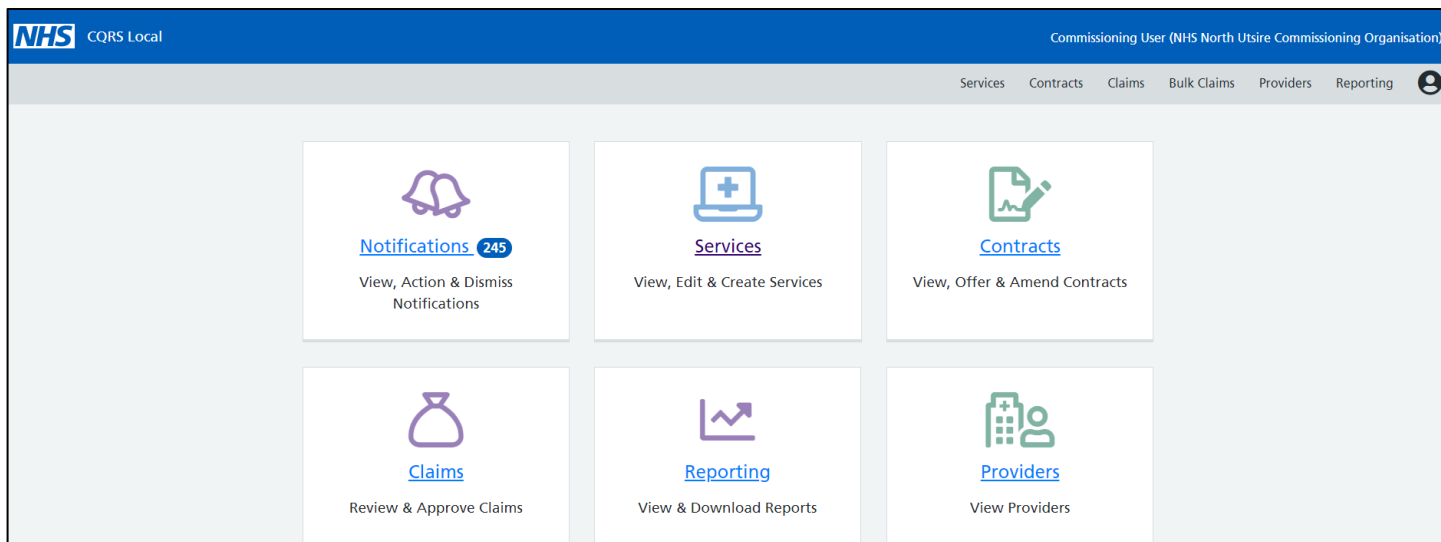 NHS CQRS Local
Commissioning User (NHS North Utsire Commissioning Organisation)
Services Contracts Claims Bulk Claims Providers Reporting
Notifications 245
View, Action & Dismiss
Notifications
Services
View, Edit & Create Services
Contracts
View, Offer & Amend Contracts
Claims
Review & Approve Claims
Reporting
View & Download Reports
Providers
View Providers